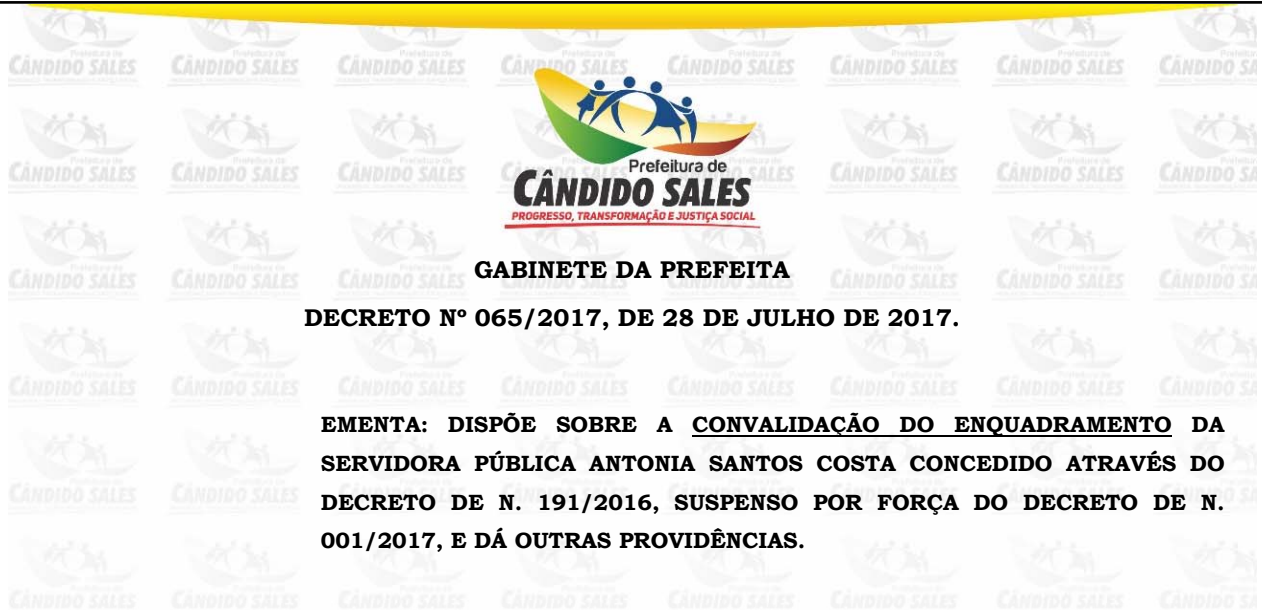 Prefeitura de
CÂNDIDO SALES
PROGRESSO, TRANSFORMAÇÃO E JUSTIÇA SOCIAL
GABINETE DA PREFEITA
DECRETO Nº 065/2017, DE 28 DE JULHO DE 2017.
EMENTA: DISPÕE SOBRE A CONVALIDAÇÃO DO ENQUADRAMENTO DA
SERVIDORA PÚBLICA ANTONIA SANTOS COSTA CONCEDIDO ATRAVÉS DO
DECRETO DE N. 191/2016, SUSPENSO POR FORÇA DO DECRETO DE N.
001/2017, E DÁ OUTRAS PROVIDÊNCIAS.